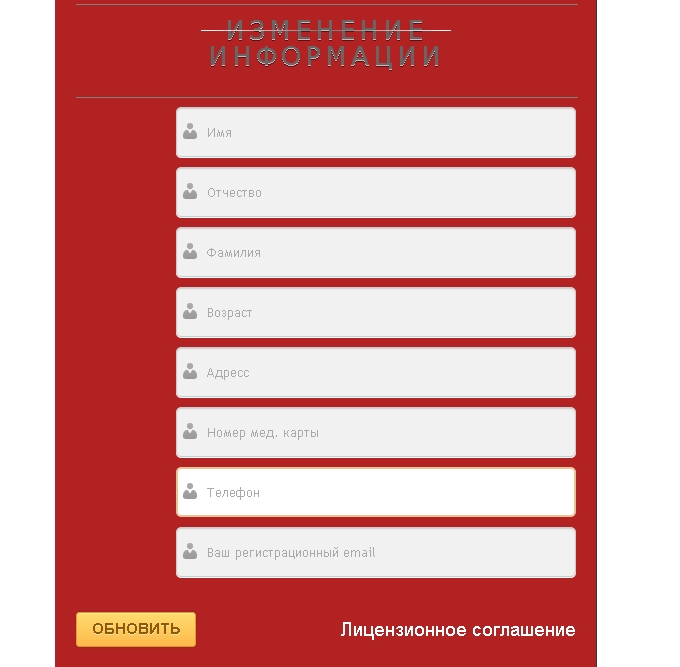 ИЗМЕНЕНИЕ
ИНФОРМАЦИИ
Имя
Отчество
Фамилия
Возраст
Адресс
Номер мед. карты
Телефон
Ваш регистрационный email
ОБНОВИТЬ
Лицензионное соглашение